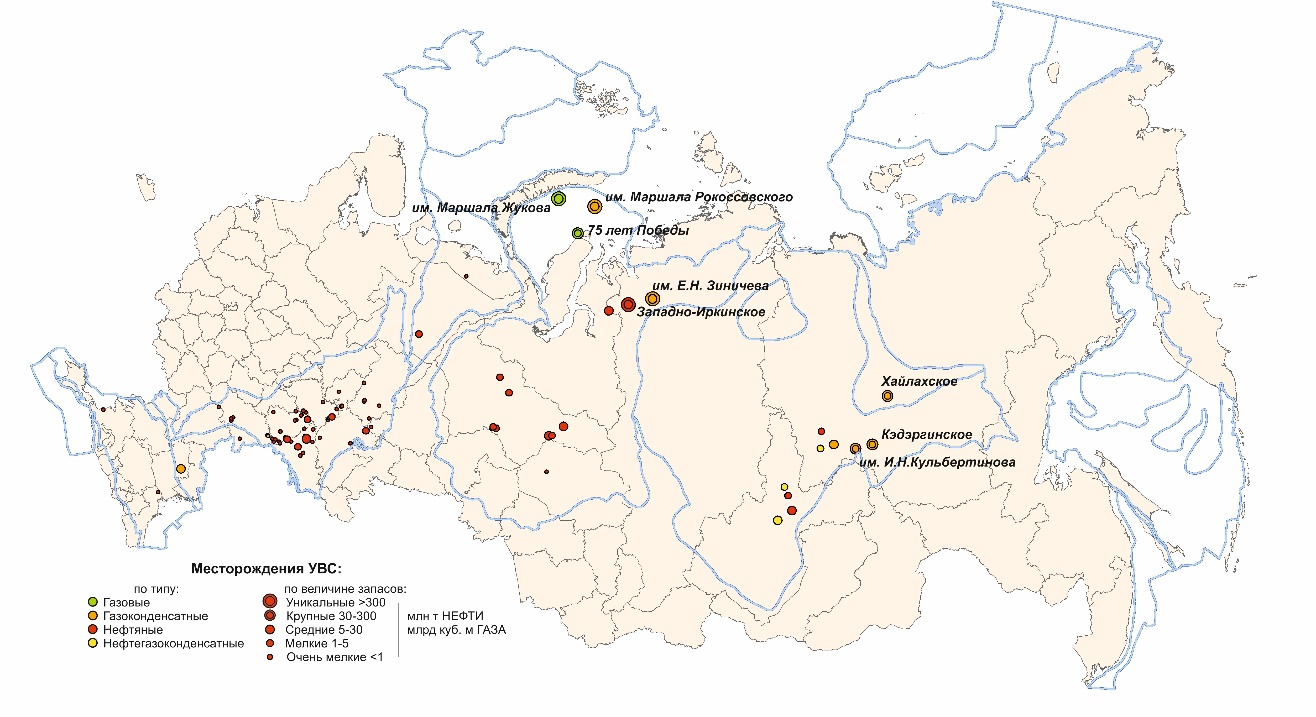 им. Маршала Жукова
им. Маршала Рокоссовского
75 лет Победы
им. Е.Н. Зиничева
Западно-Иркинское
Хайлахское
Кэдэргинское
им. И.Н.Кульбертинова
Месторождения УВС:
по типу:
Газовые
Газоконденсатные
Нефтяные
Нефтегазоконденсатные
по величине запасов:
Уникальные >300
Крупные 30-300
Средние 5-30
Мелкие 1-5
Очень мелкие <1
млн т НЕФТИ
млрд куб. м ГАЗА